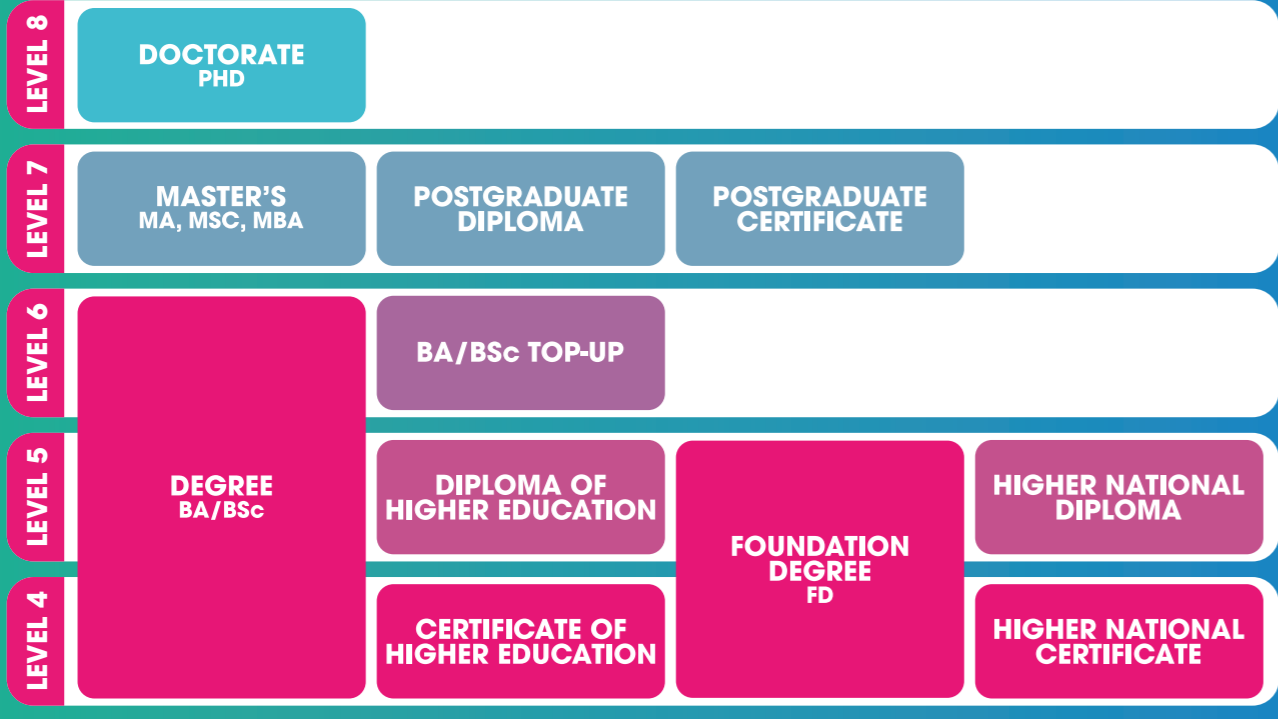 LEVEL 8
DOCTORATE
PHD
LEVEL 7
MASTER'S
MA, MSC, MBA
POSTGRADUATE
DIPLOMA
POSTGRADUATE
CERTIFICATE
LEVEL 6
BA/BSc TOP-UP
LEVEL 5
DEGREE
BA/BSc
DIPLOMA OF
HIGHER EDUCATION
FOUNDATION
DEGREE
FD
HIGHER NATIONAL
DIPLOMA
LEVEL 4
CERTIFICATE OF
HIGHER EDUCATION
HIGHER NATIONAL
CERTIFICATE